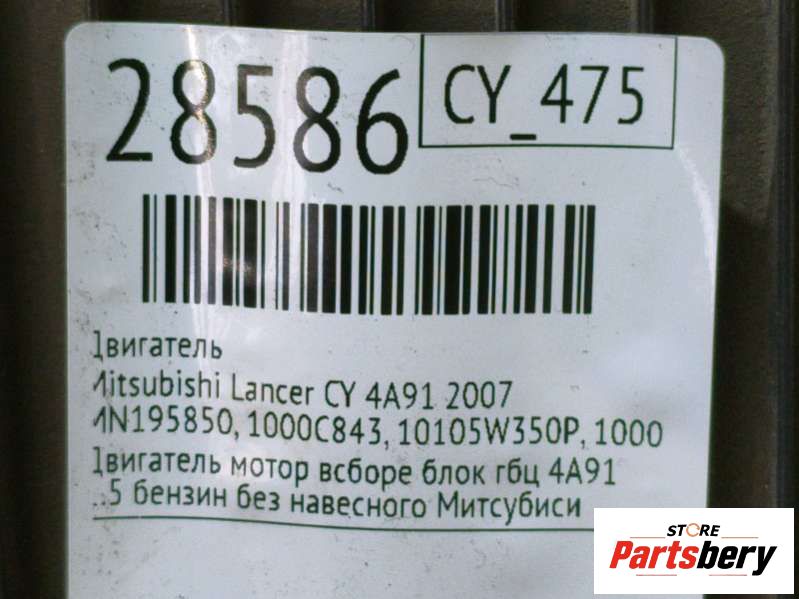 28586
CY_475
Двигатель
Mitsubishi Lancer CY 4A91 2007
MN195850, 1000C843, 10105W350P, 1000
Двигатель мотор всборе блок гбц 4A91
.5 бензин без навесного Митсубиси
STORE
Partsbery